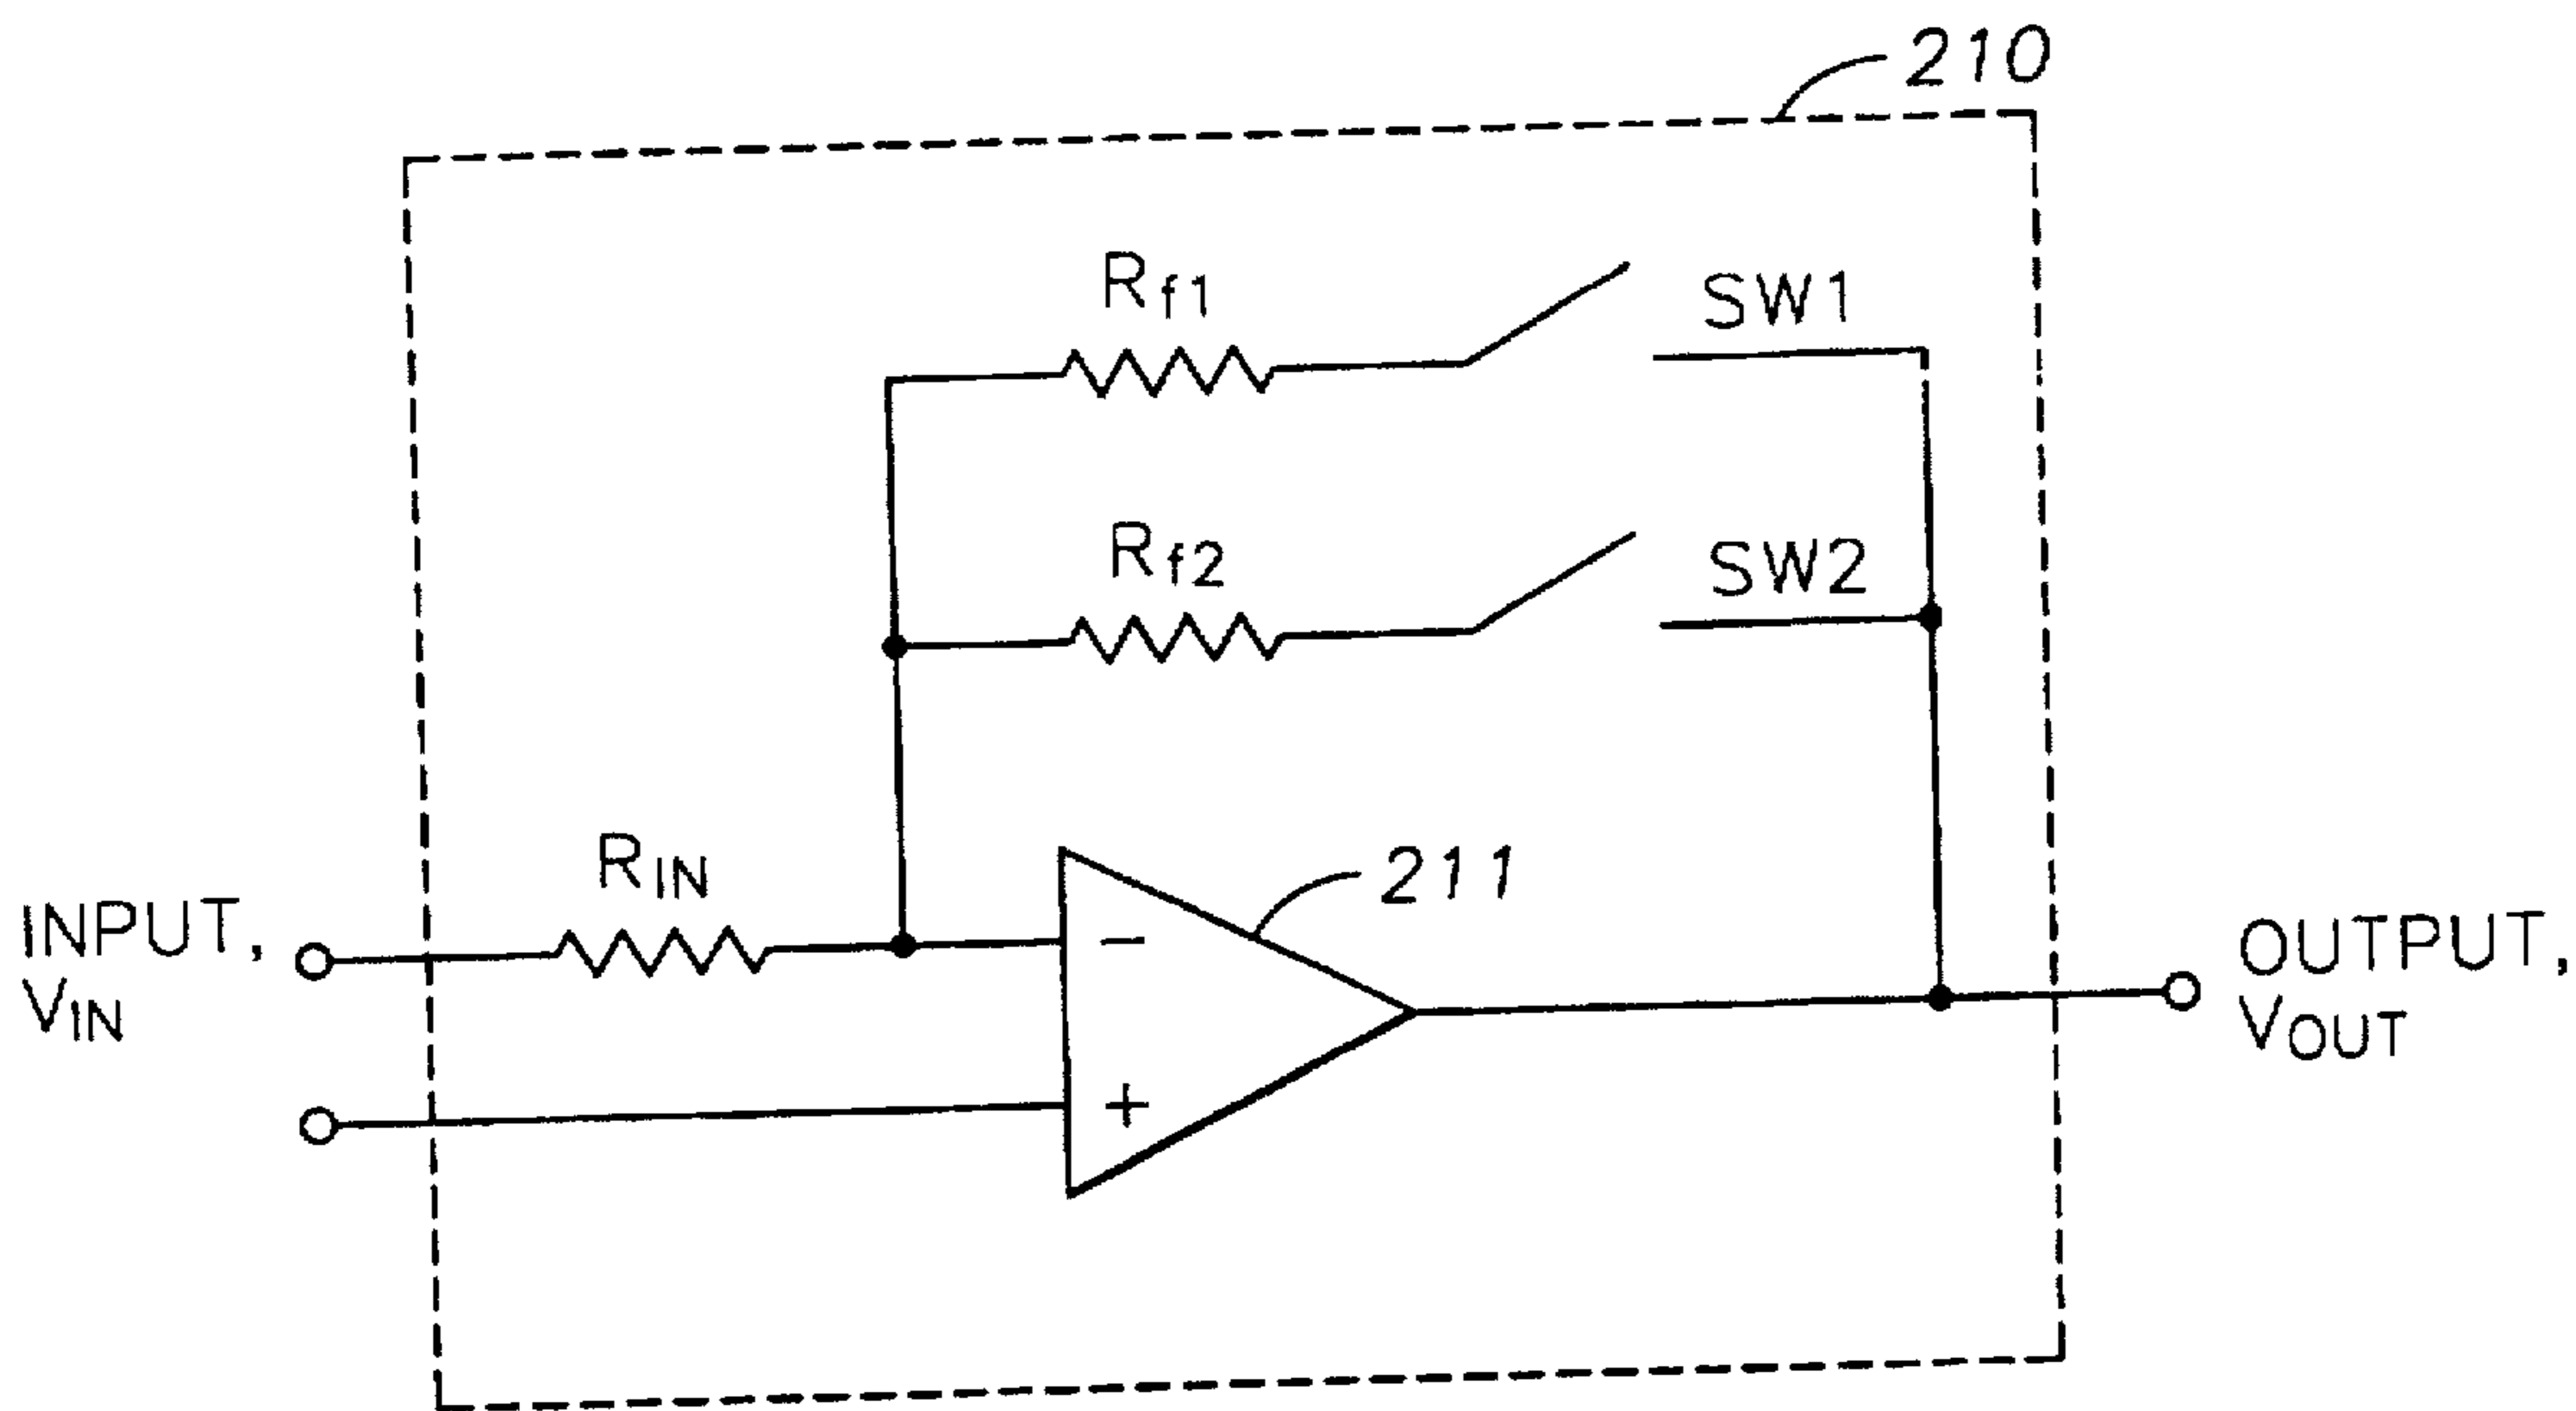 210
Rf1
SW1
Rf2
SW2
RIN
211
INPUT,
VIN
−
+
OUTPUT,
VOUT